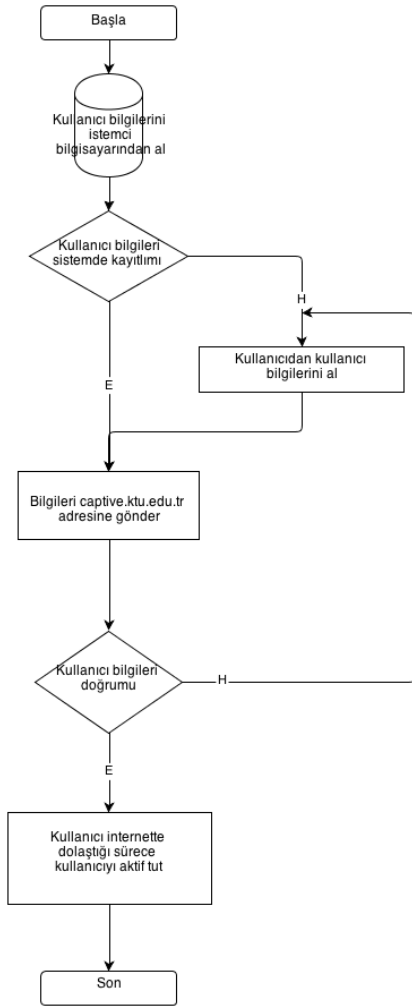 Başla
Kullanıcı bilgilerini
istemci
bilgisayarından al
Kullanıcı bilgileri
sistemde kayıtlımı
H
Kullanıcıdan kullanıcı
bilgilerini al
E
Bilgileri captive.ktu.edu.tr
adresine gönder
Kullanıcı bilgileri
doğrumu
H
E
Kullanıcı internette
dolaştığı sürece
kullanıcıyı aktif tut
Son